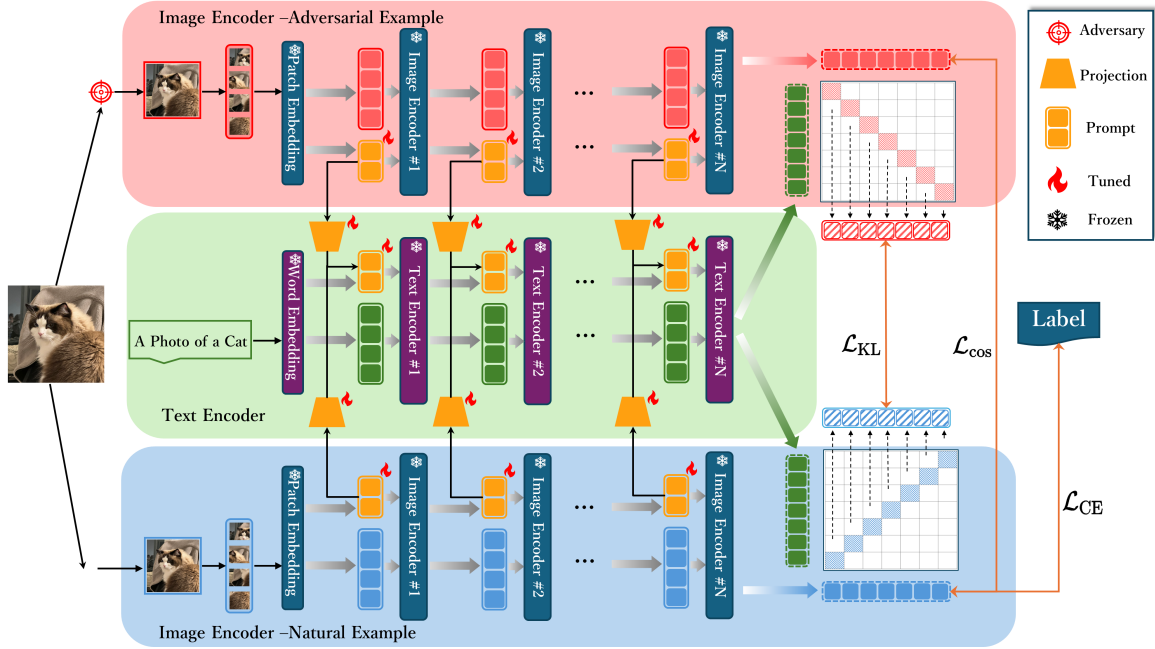 Image Encoder –Adversarial Example
Patch Embedding
Image Encoder #1
Image Encoder #2
...
...
Image Encoder #N
Adversary
Projection
Prompt
Tuned
Frozen
A Photo of a Cat
Word Embedding
Text Encoder #1
Text Encoder #2
...
...
Text Encoder #N
Text Encoder
ℒKL
ℒcos
Label
ℒCE
Patch Embedding
Image Encoder #1
Image Encoder #2
...
...
Image Encoder #N
Image Encoder –Natural Example